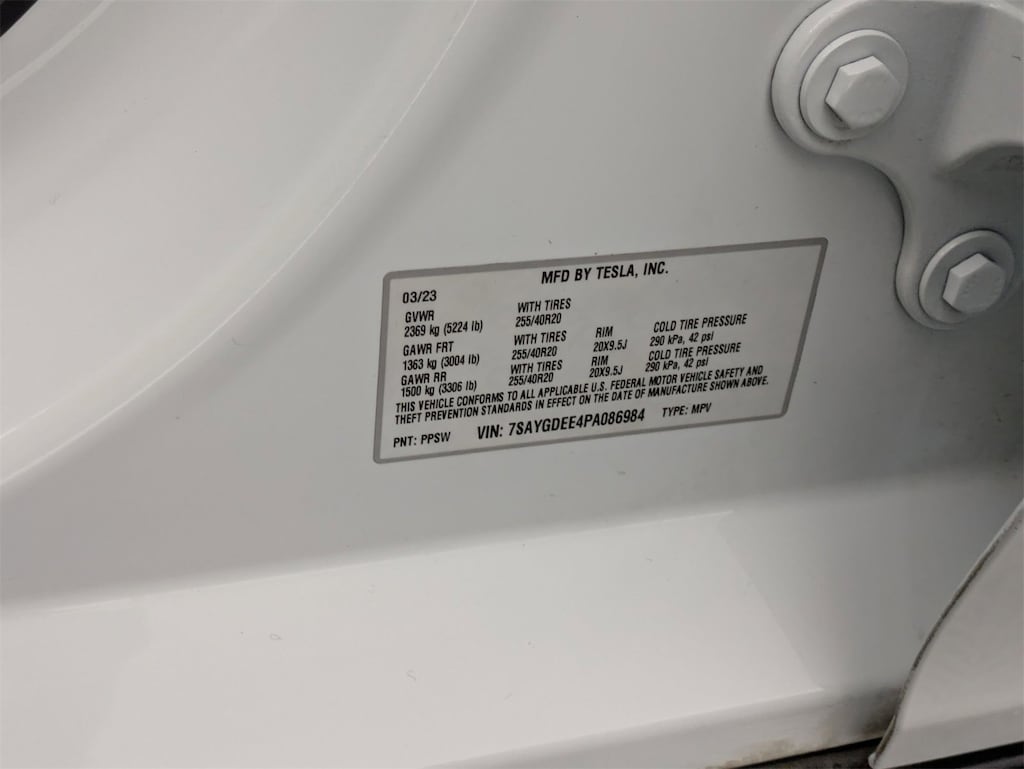 MFD BY TESLA, INC.
03/23
GVWR WITH TIRES
2369 kg (5224 lb) 255/40R20
GAWR FRT WITH TIRES RIM COLD TIRE PRESSURE
1363 kg (3004 lb) 255/40R20 20X9.5J 290 kPa, 42 psi
GAWR RR WITH TIRES RIM COLD TIRE PRESSURE
1500 kg (3306 lb) 255/40R20 20X9.5J 290 kPa, 42 psi
THIS VEHICLE CONFORMS TO ALL APPLICABLE U.S. FEDERAL MOTOR VEHICLE SAFETY AND
THEFT PREVENTION STANDARDS IN EFFECT ON THE DATE OF MANUFACTURE SHOWN ABOVE.
PNT: PPSW VIN: 7SAYGDEE4PA086984 TYPE: MPV